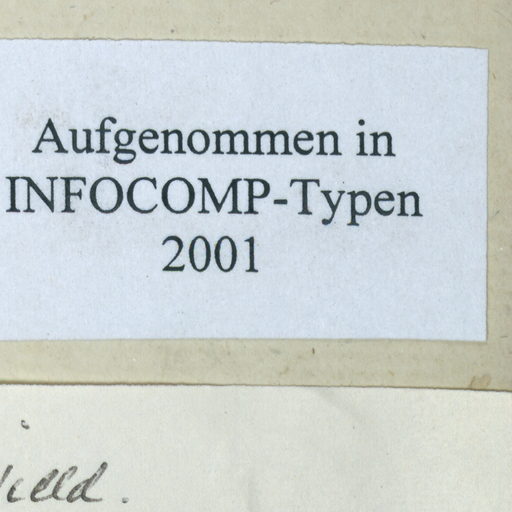 Aufgenommen in
INFOCOMP-Typen
2001